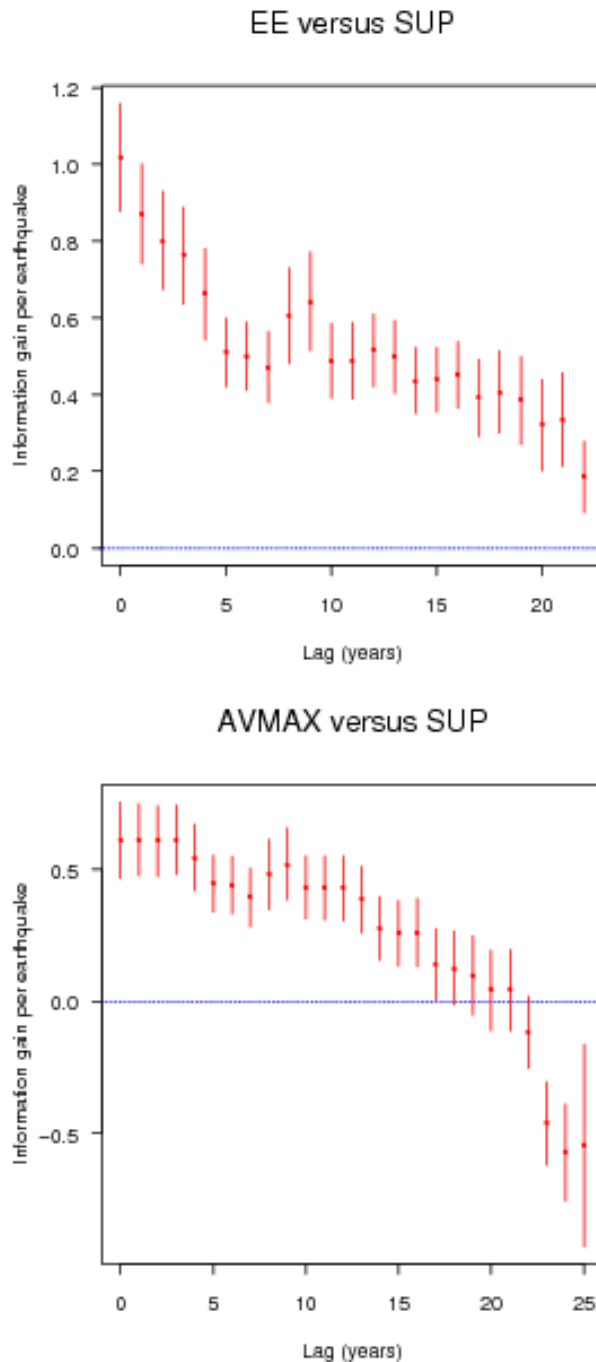 EE versus SUP
1.2
1.0
0.8
0.6
0.4
0.2
0.0
Information gain per earthquake
0 5 10 15 20
Lag (years)
AVMAX versus SUP
0.5
0.0
−0.5
Information gain per earthquake
0 5 10 15 20 25
Lag (years)